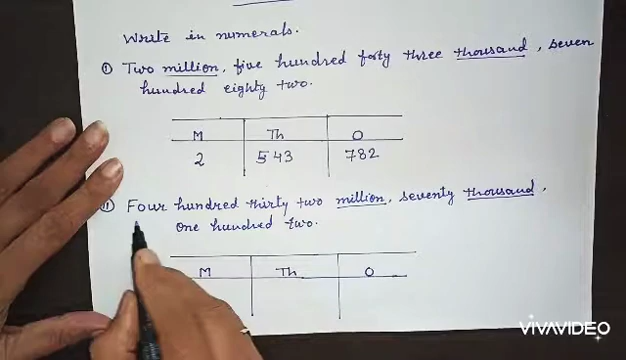 Write in numerals.
① Two million, five hundred forty three thousand, seven
hundred eighty two.
M Th O
2 543 782
⑪ Four hundred thirty two million, seventy thousand,
one hundred two.
M Th O
VIVAVIDEO